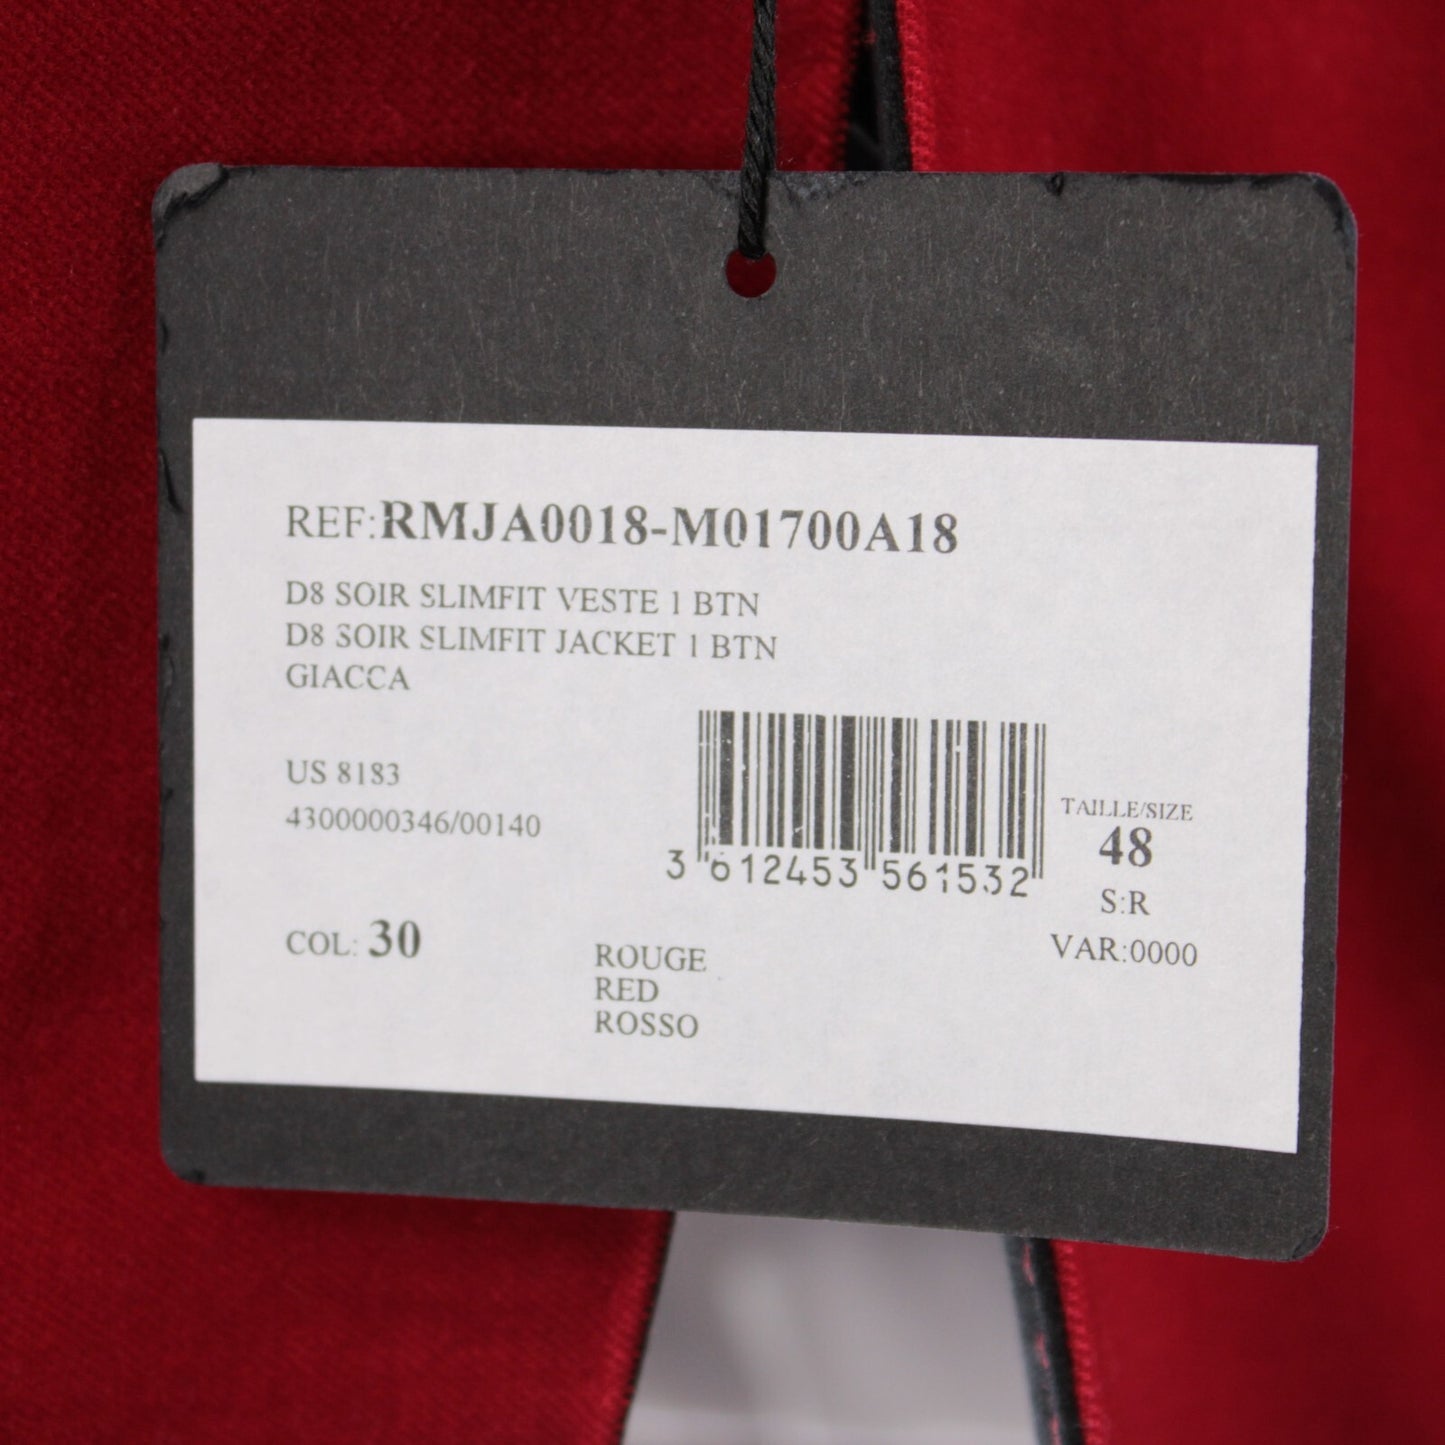 REF:RMJA0018-M01700A18
D8 SOIR SLIMFIT VESTE 1 BTN
D8 SOIR SLIMFIT JACKET 1 BTN
GIACCA
US 8183
4300000346/00140
3 612453 561532
TAILLE/SIZE
48
S:R
VAR:0000
COL: 30
ROUGE
RED
ROSSO